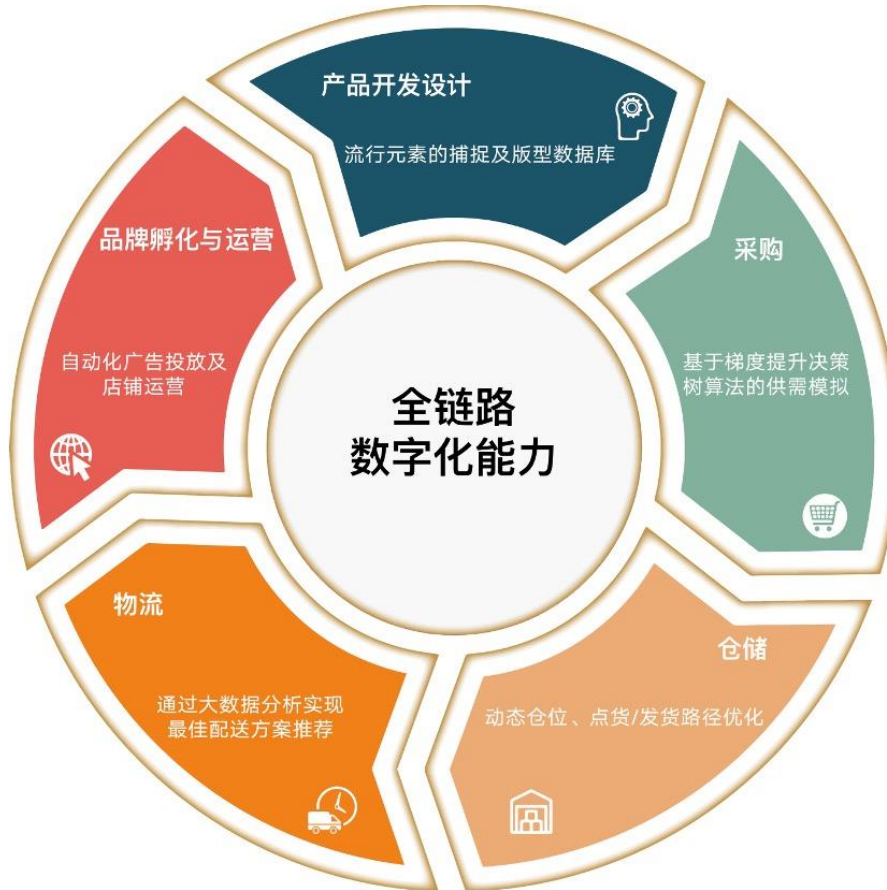 产品开发设计
流行元素的捕捉及版型数据库
采购
基于梯度提升决策
树算法的供需模拟
仓储
动态仓位、点货/发货路径优化
物流
通过大数据分析实现
最佳配送方案推荐
品牌孵化与运营
自动化广告投放及
店铺运营
全链路
数字化能力